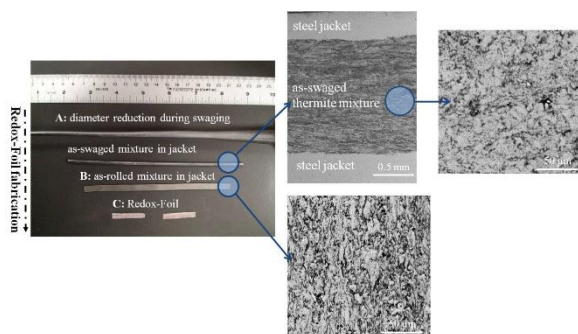 Redox-Foil fabrication
A: diameter reduction during swaging
as-swaged mixture in jacket
B: as-rolled mixture in jacket
C: Redox-Foil
steel jacket
as-swaged
thermite mixture
steel jacket
0.5 mm
50 μm